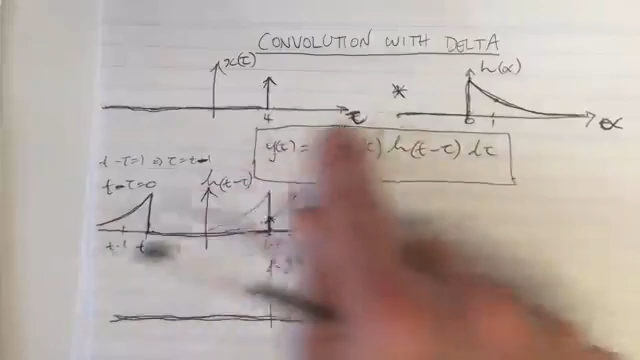 CONVOLUTION WITH DELTA
x(τ)
4
τ
*
h(α)
0 1
α
y(t) = h(t-τ) dτ
t-τ=1 ⇒ τ=t-1
t-τ=0
h(t-τ)
t-1 t